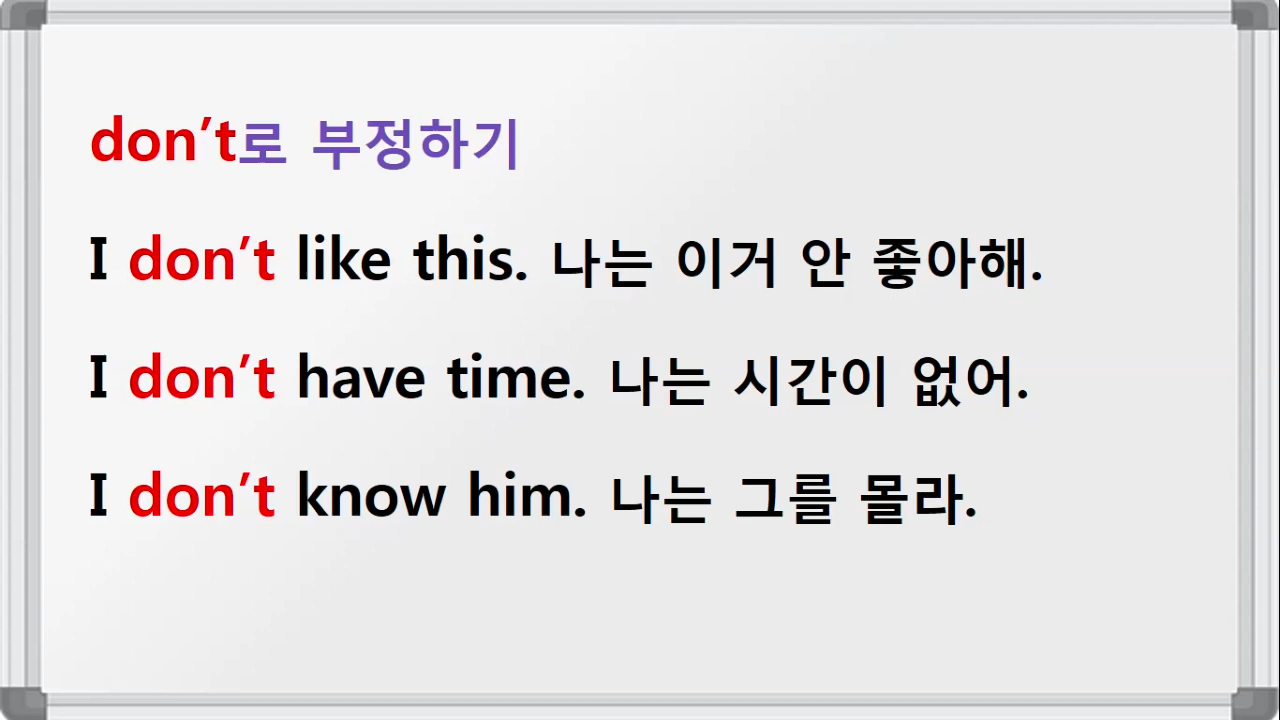 don't로 부정하기
I don't like this. 나는 이거 안 좋아해.
I don't have time. 나는 시간이 없어.
I don't know him. 나는 그를 몰라.